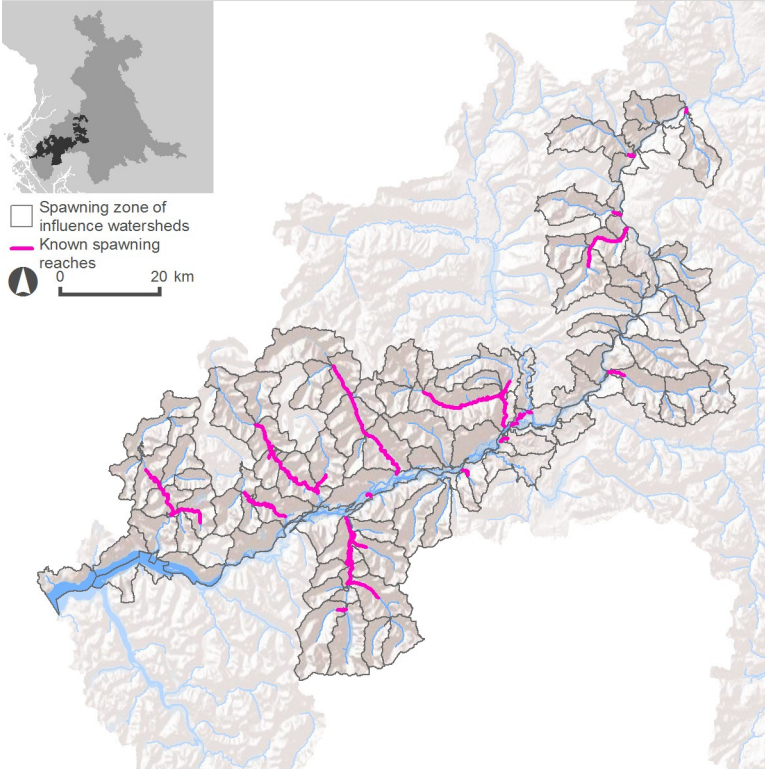 Spawning zone of
influence watersheds
Known spawning
reaches
0 20 km